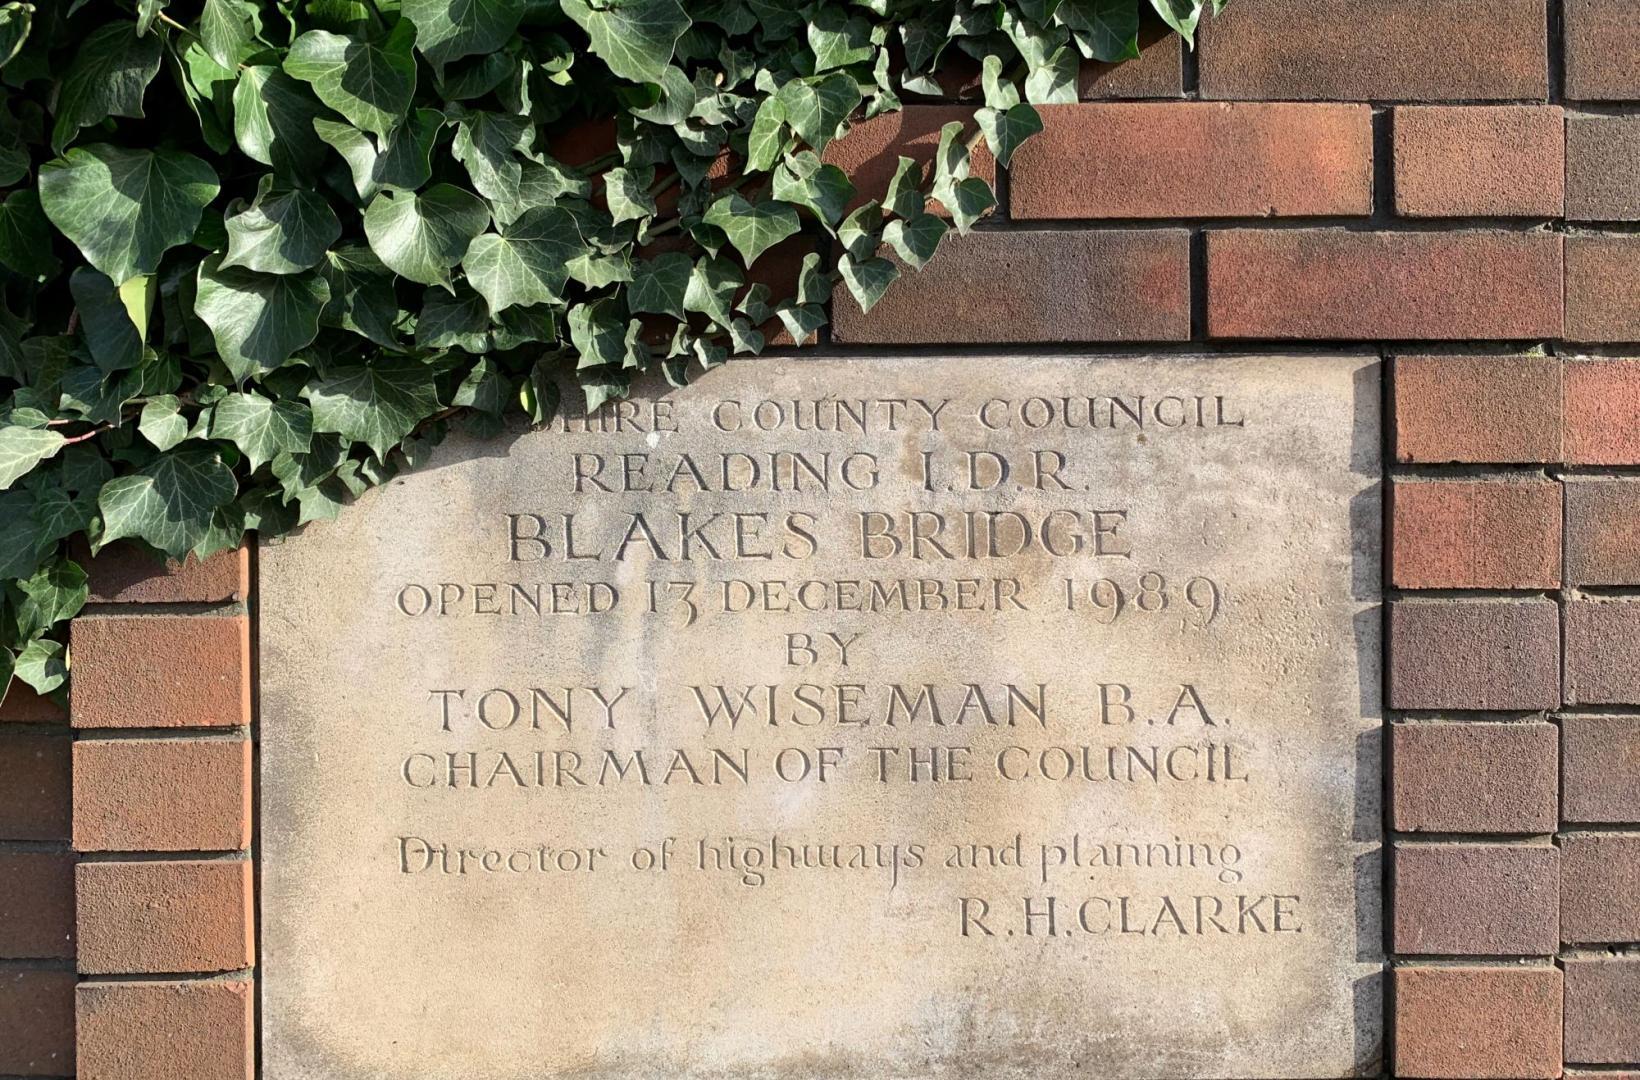 SHIRE COUNTY COUNCIL
READING I.D.R.
BLAKES BRIDGE
OPENED 13 DECEMBER 1989
BY
TONY WISEMAN B.A.
CHAIRMAN OF THE COUNCIL
Director of highways and planning
R.H.CLARKE